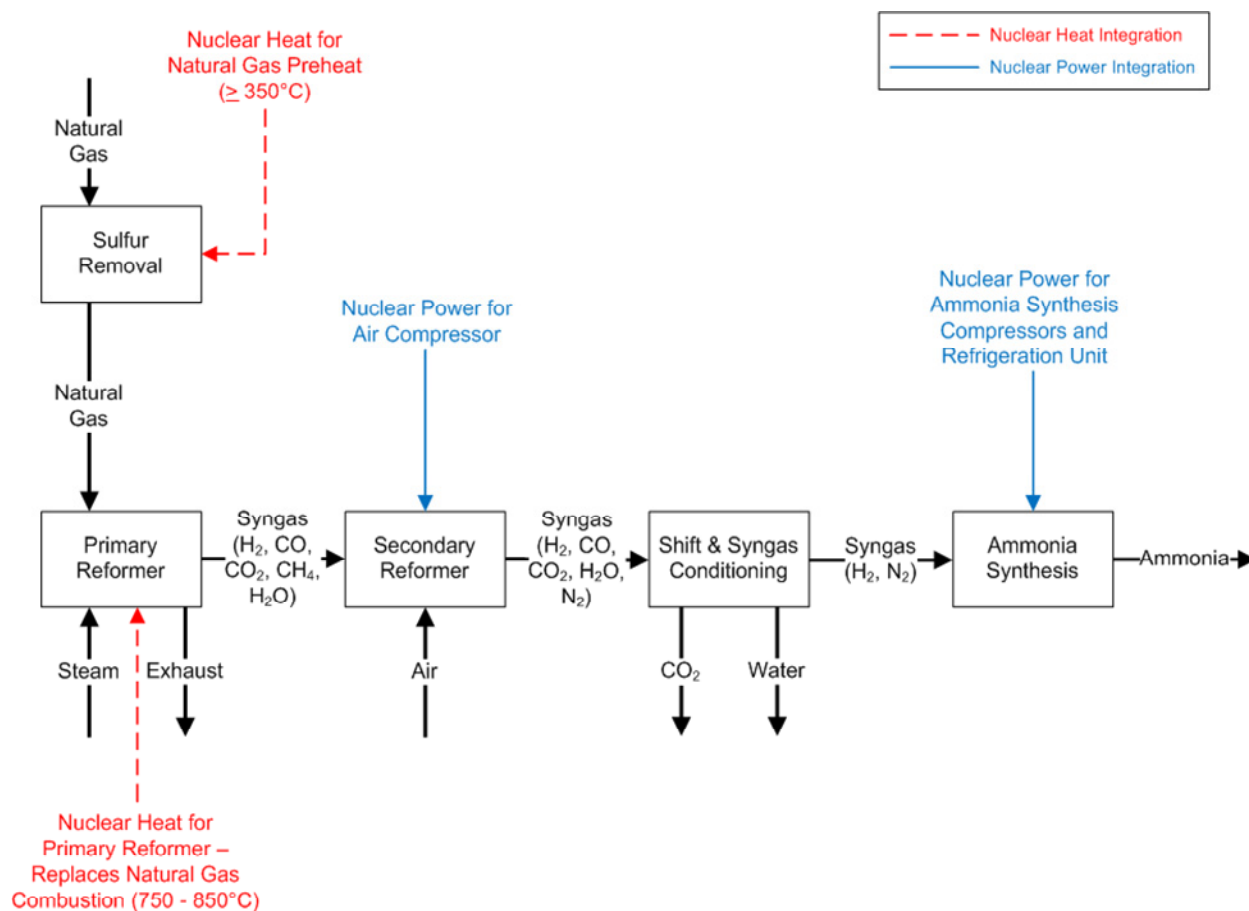 Nuclear Heat for
Natural Gas Preheat
(≥ 350°C)
Nuclear Heat Integration
Nuclear Power Integration
Natural
Gas
Sulfur
Removal
Nuclear Power for
Air Compressor
Nuclear Power for
Ammonia Synthesis
Compressors and
Refrigeration Unit
Natural
Gas
Primary
Reformer
Syngas
(H₂, CO,
CO₂, CH₄,
H₂O)
Secondary
Reformer
Syngas
(H₂, CO,
CO₂, H₂O,
N₂)
Shift & Syngas
Conditioning
Syngas
(H₂, N₂)
Ammonia
Synthesis
Ammonia
Steam
Exhaust
Air
CO₂
Water
Nuclear Heat for
Primary Reformer –
Replaces Natural Gas
Combustion (750 - 850°C)